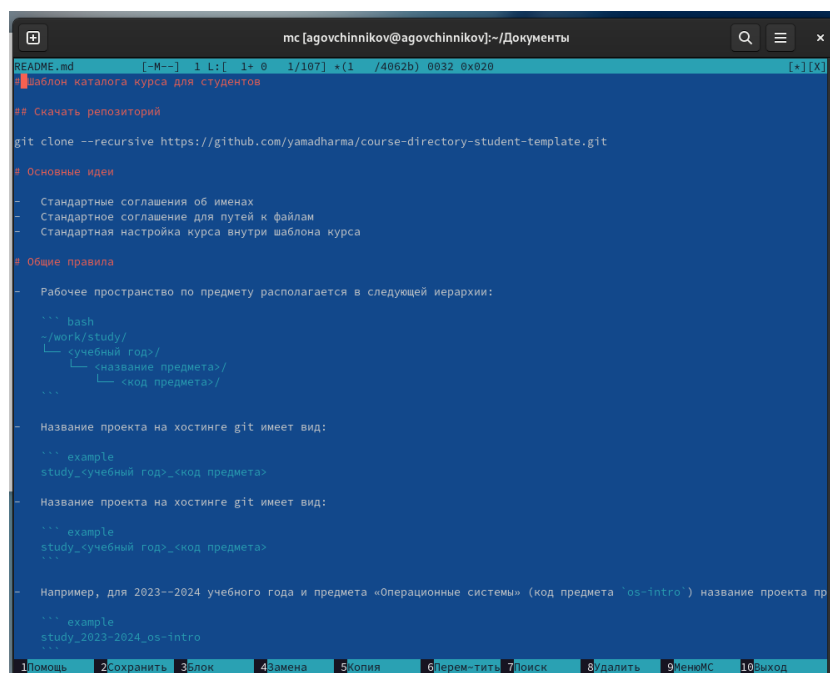 mc [agovchinnikov@agovchinnikov]:~/Документы
README.md [-M--] 1 L:[ 1+ 0 1/107] *(1 /4062b) 0032 0x020 [*][X]
# Шаблон каталога курса для студентов
## Скачать репозиторий
git clone --recursive https://github.com/yamadharma/course-directory-student-template.git
# Основные идеи
- Стандартные соглашения об именах
- Стандартное соглашение для путей к файлам
- Стандартная настройка курса внутри шаблона курса
# Общие правила
- Рабочее пространство по предмету располагается в следующей иерархии:
``` bash
~/work/study/
└── <учебный год>/
└── <название предмета>/
└── <код предмета>/
```
- Название проекта на хостинге git имеет вид:
``` example
study_<учебный год>_<код предмета>
- Название проекта на хостинге git имеет вид:
``` example
study_<учебный год>_<код предмета>
```
- Например, для 2023--2024 учебного года и предмета «Операционные системы» (код предмета `os-intro`) название проекта пр
``` example
study_2023-2024_os-intro
```
1Помощь 2Сохранить 3Блок 4Замена 5Копия 6Перем~тить 7Поиск 8Удалить 9МенюMC 10Выход